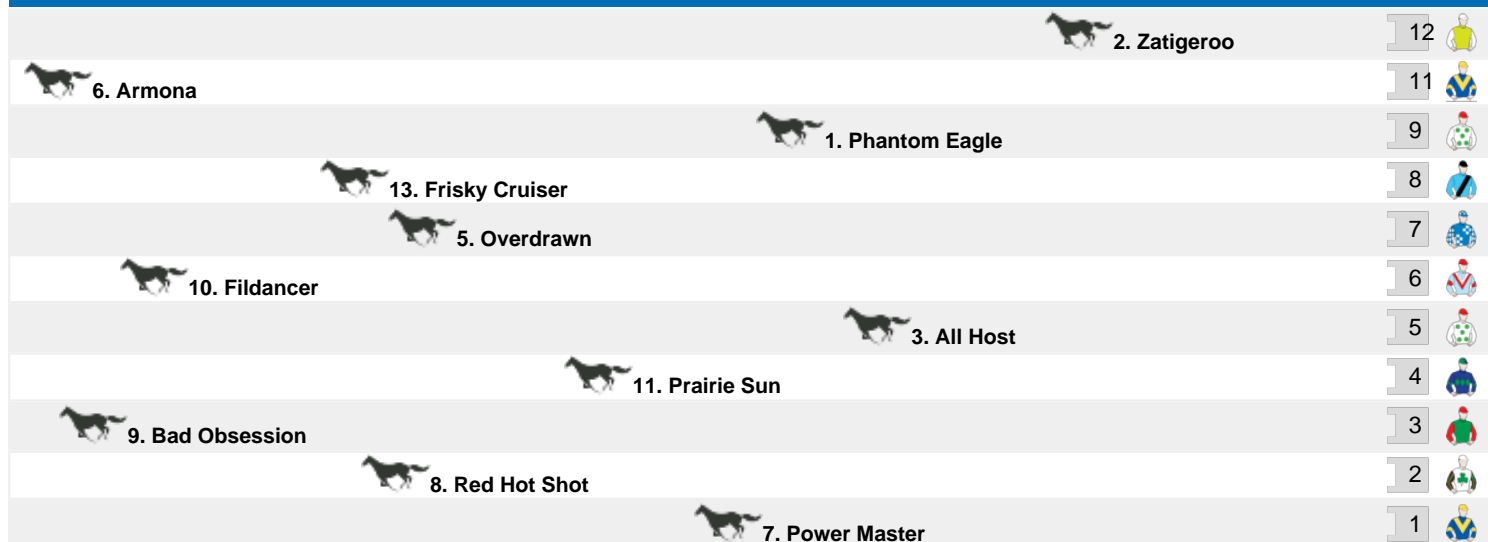 2. Zatigeroo 12
6. Armona 11
1. Phantom Eagle 9
13. Frisky Cruiser 8
5. Overdrawn 7
10. Fildancer 6
3. All Host 5
11. Prairie Sun 4
9. Bad Obsession 3
8. Red Hot Shot 2
7. Power Master 1